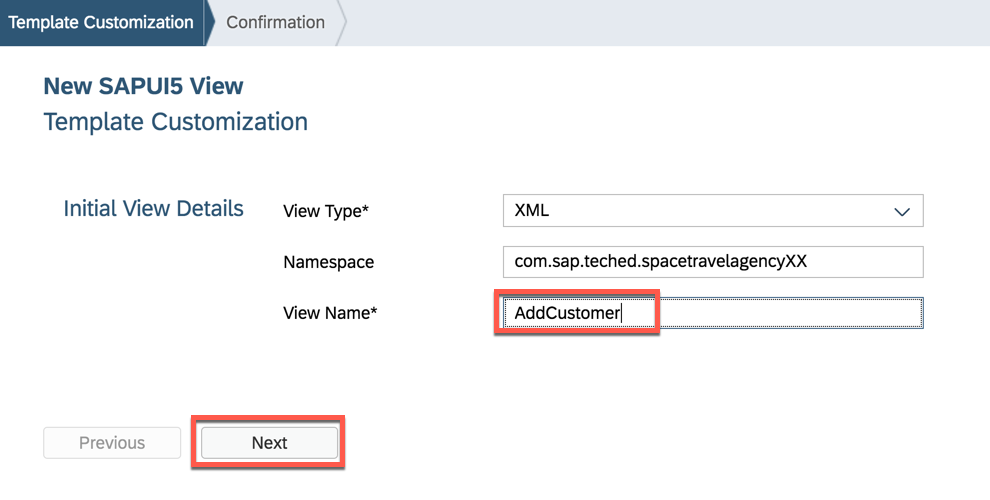 Template Customization Confirmation
New SAPUI5 View
Template Customization
Initial View Details
View Type* XML
Namespace com.sap.teched.spacetravelagencyXX
View Name* AddCustomer
Previous Next